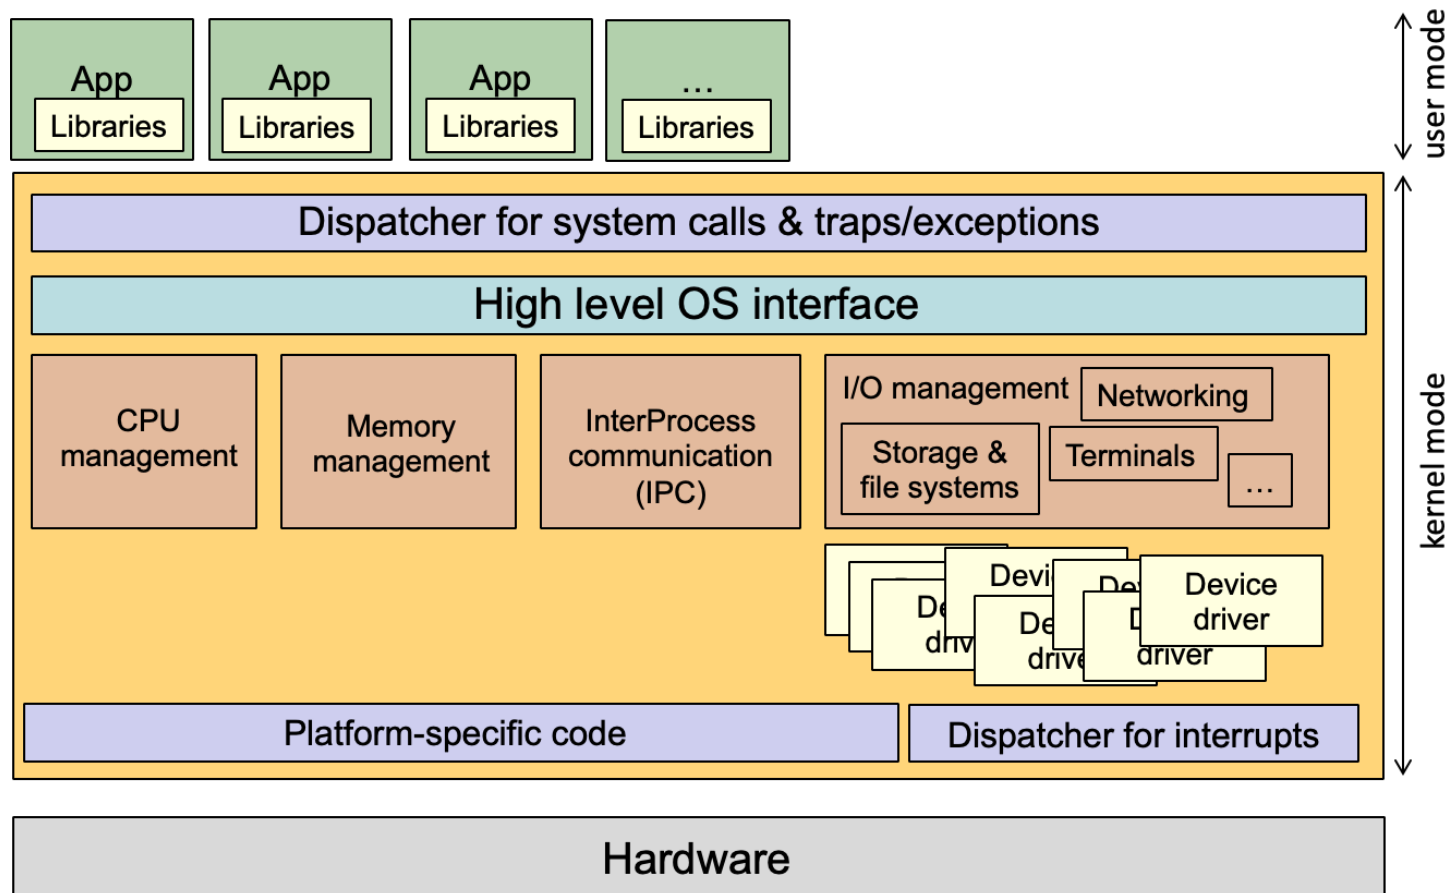 App
Libraries
App
Libraries
App
Libraries
...
Libraries
user mode
Dispatcher for system calls & traps/exceptions
High level OS interface
CPU
management
Memory
management
InterProcess
communication
(IPC)
I/O management
Networking
Storage &
file systems
Terminals
...
kernel mode
Device
driver
driver
Platform-specific code
Dispatcher for interrupts
Hardware